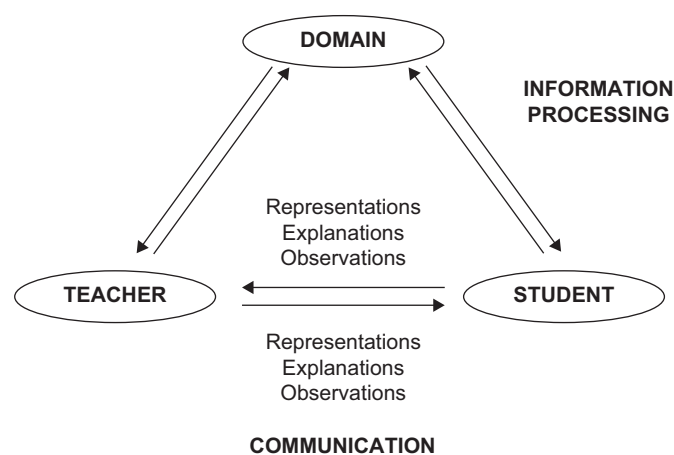 DOMAIN
INFORMATION
PROCESSING
Representations
Explanations
Observations
TEACHER
STUDENT
Representations
Explanations
Observations
COMMUNICATION